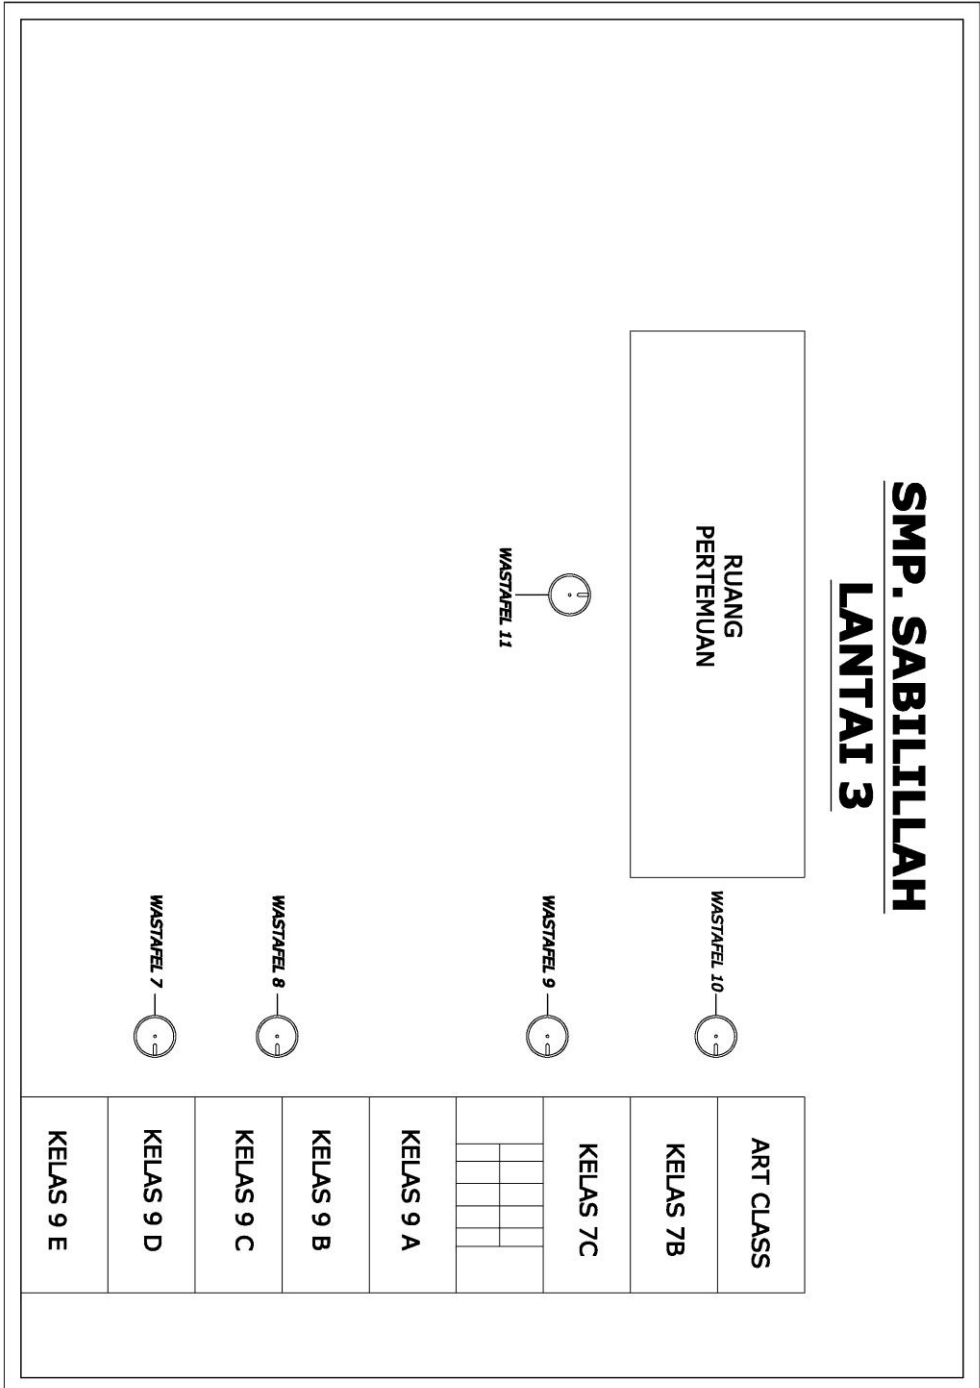 SMP. SABILILLAH
LANTAI 3
RUANG
PERTEMUAN
WASTAFEL 11
WASTAFEL 10
WASTAFEL 9
WASTAFEL 8
WASTAFEL 7
ART CLASS
KELAS 7B
KELAS 7C
KELAS 9 A
KELAS 9 B
KELAS 9 C
KELAS 9 D
KELAS 9 E